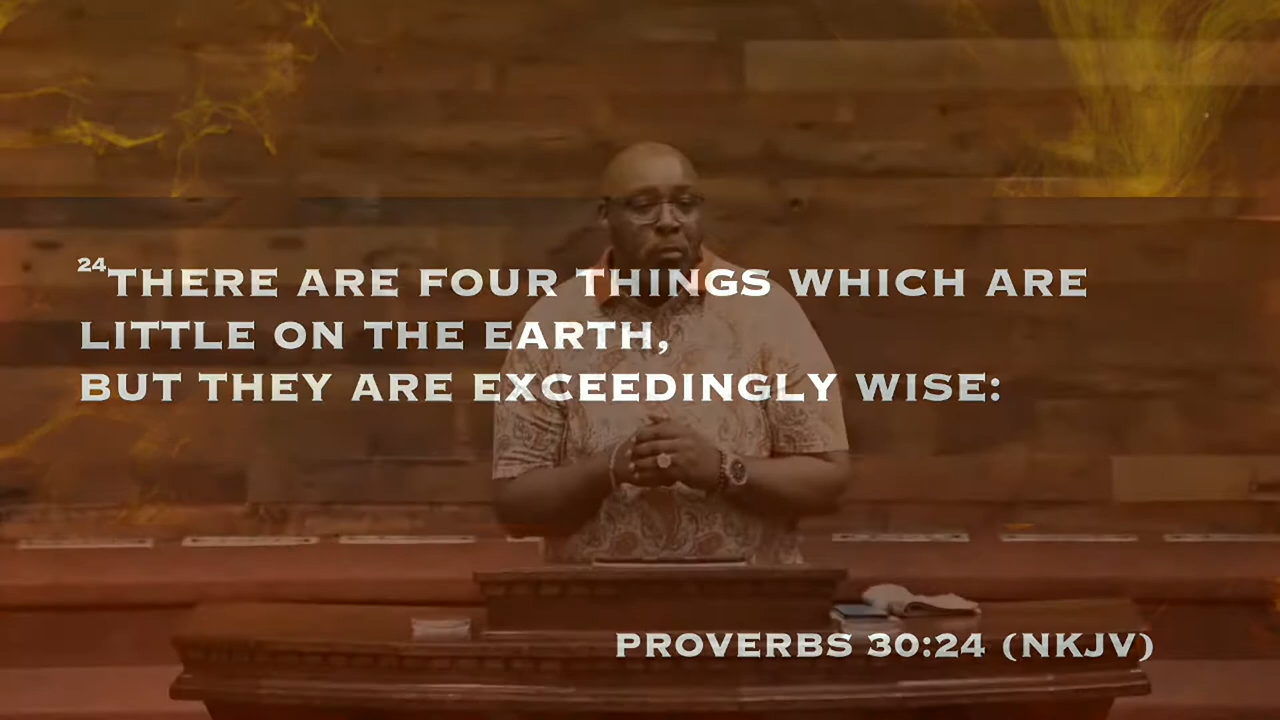 24THERE ARE FOUR THINGS WHICH ARE
LITTLE ON THE EARTH,
BUT THEY ARE EXCEEDINGLY WISE:
PROVERBS 30:24 (NKJV)